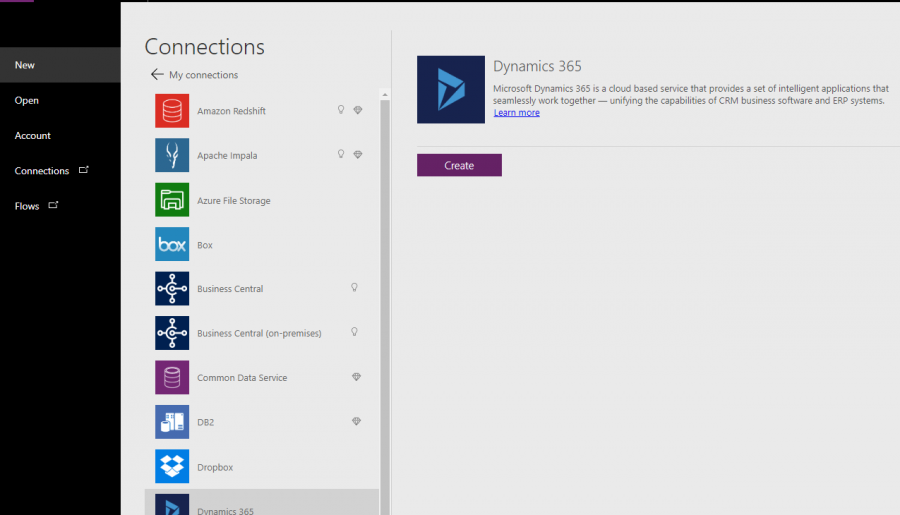 New
Open
Account
Connections
Flows
Connections
My connections
Amazon Redshift
Apache Impala
Azure File Storage
box
Box
Business Central
Business Central (on-premises)
Common Data Service
DB2
Dropbox
Dynamics 365
Dynamics 365
Microsoft Dynamics 365 is a cloud based service that provides a set of intelligent applications that
seamlessly work together — unifying the capabilities of CRM business software and ERP systems.
Learn more
Create